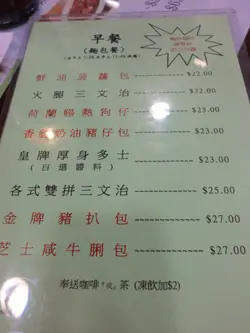 早餐
(麵包餐)
鮮油菠蘿包 $22.00
火腿三文治 $32.00
荷蘭腸熱狗仔 $23.00
香脆奶油豬仔包 $23.00
皇牌厚身多士 $23.00
(自選醬料)
各式雙拼三文治 $25.00
金牌豬扒包 $27.00
芝士咸牛脷包 $27.00
奉送咖啡或茶 (凍飲加$2)